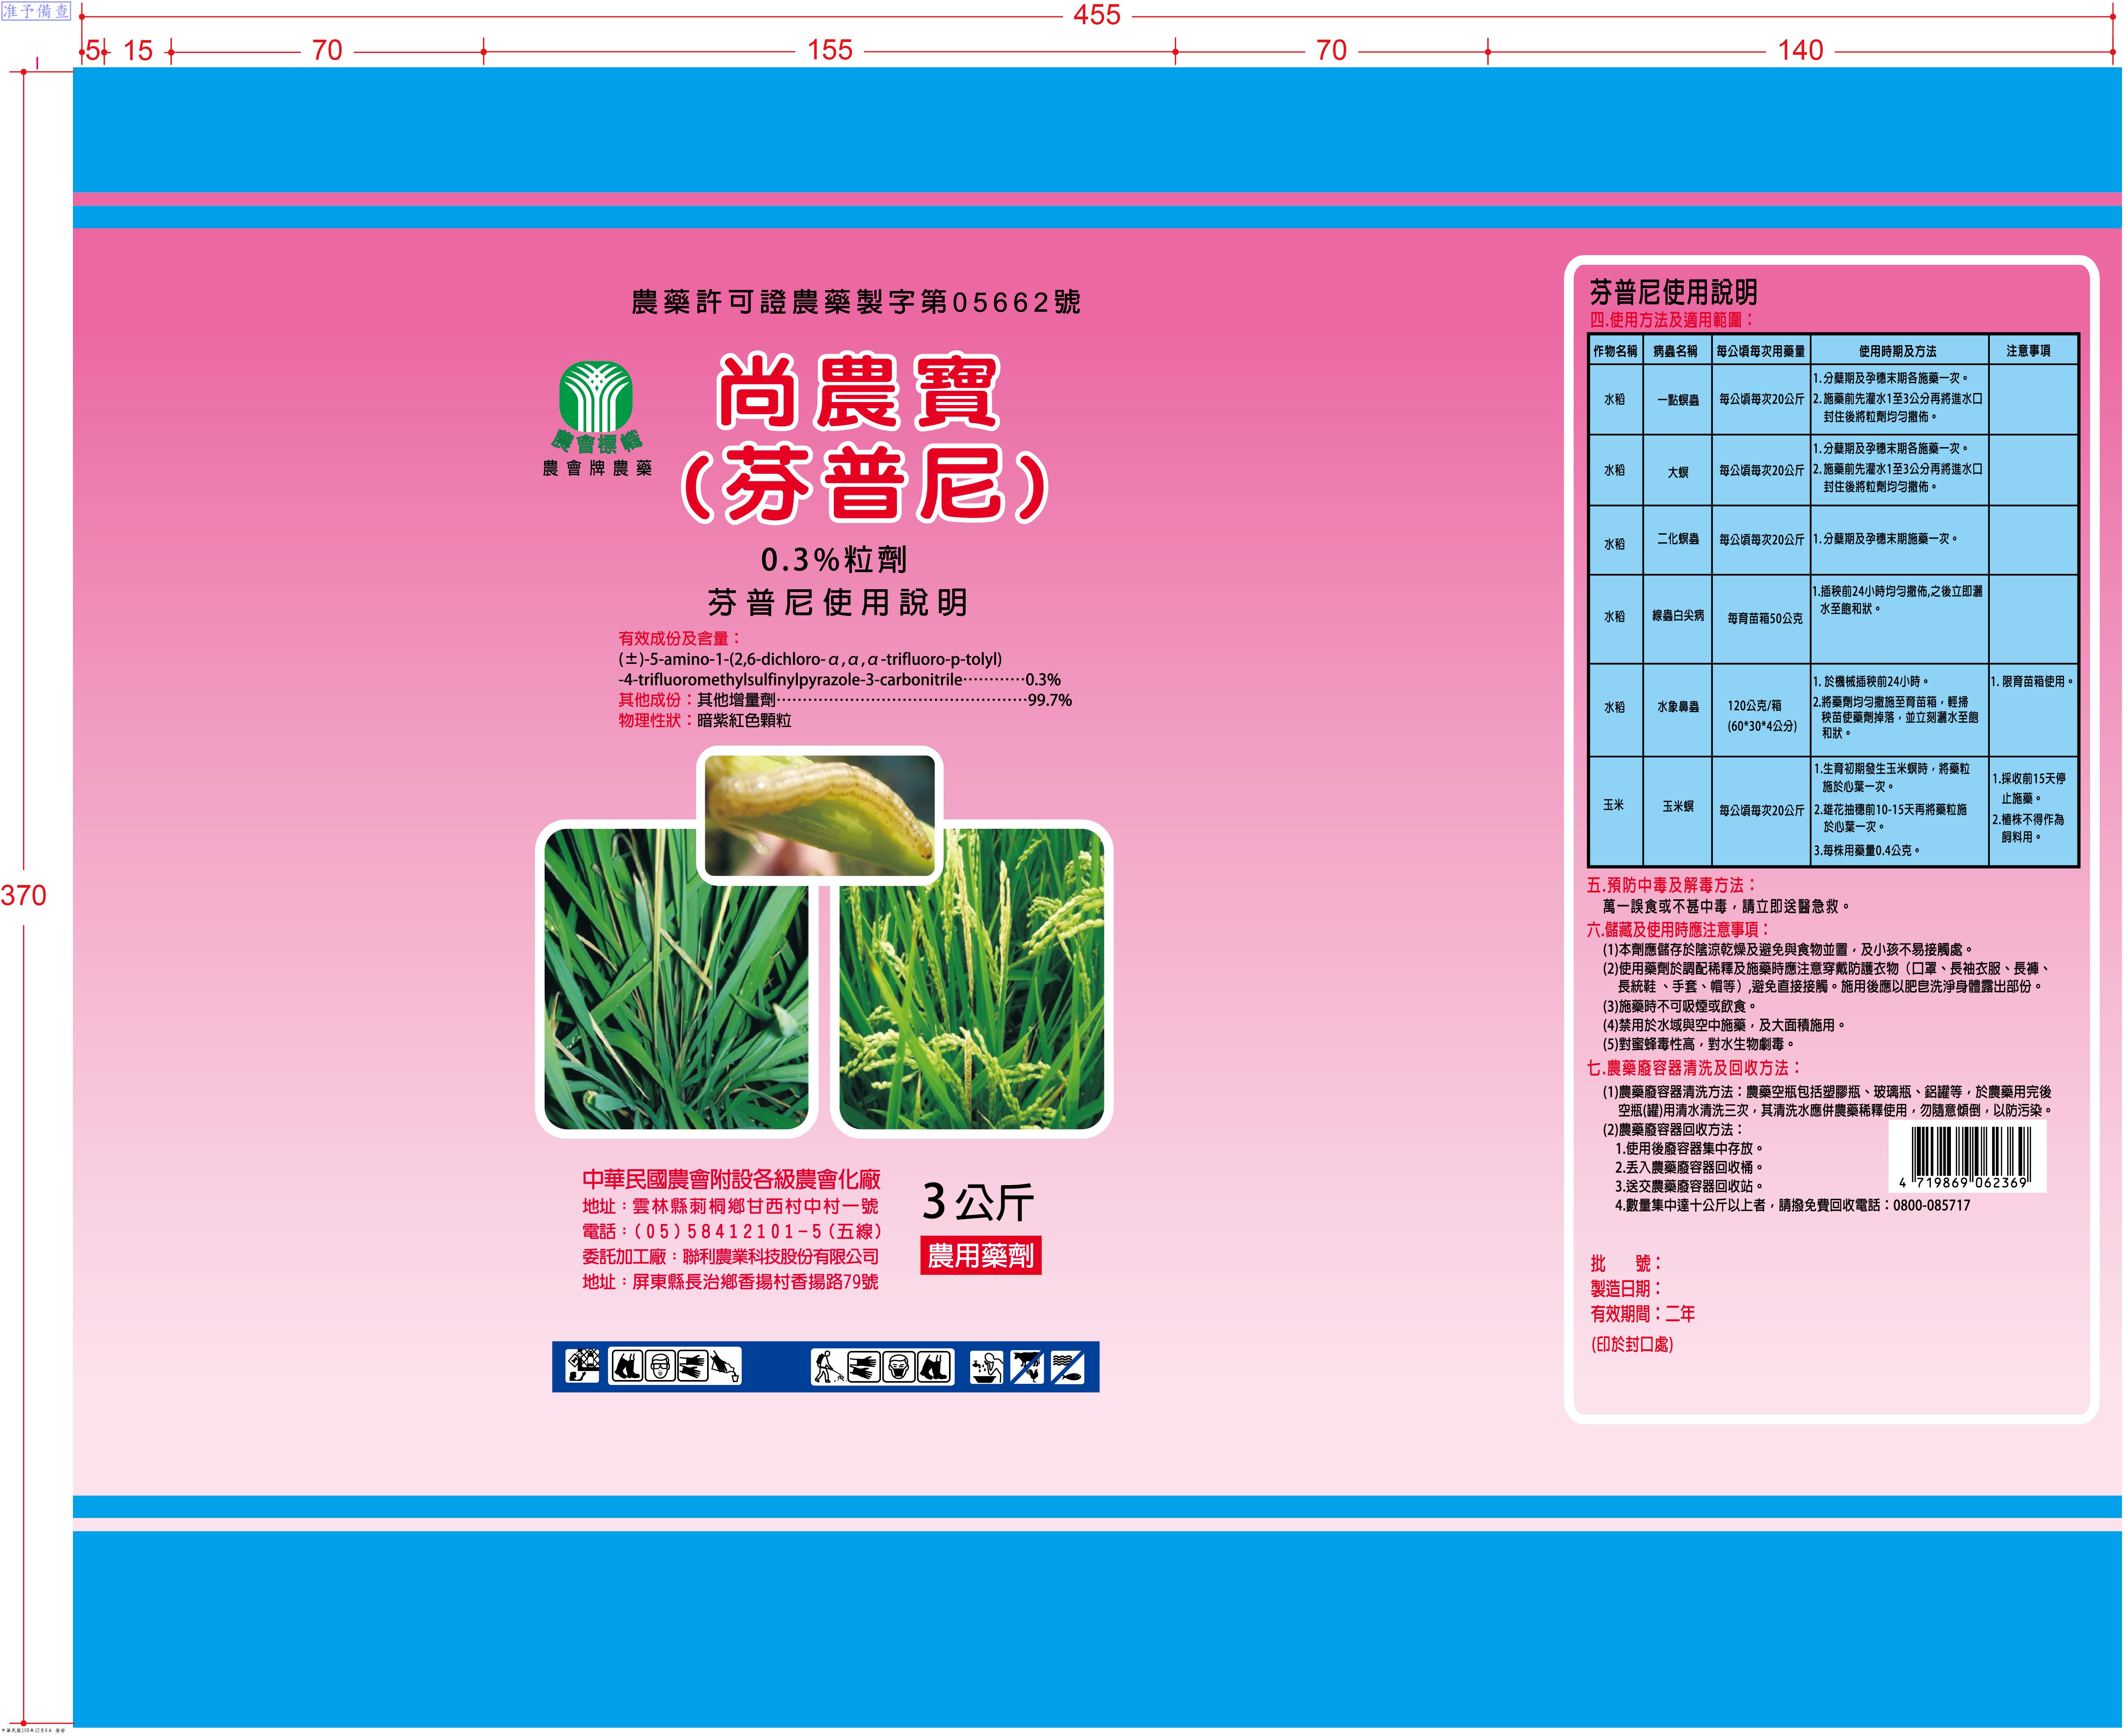 准予備查
455
5 15 70 155 70 140
370
農藥許可證農藥製字第05662號
農會標幟
農會牌農藥
尚農寶
(芬普尼)
0.3%粒劑
芬普尼使用說明
有效成份及含量：
(±)-5-amino-1-(2,6-dichloro-α,α,α-trifluoro-p-tolyl)
-4-trifluoromethylsulfinylpyrazole-3-carbonitrile············0.3%
其他成份：其他增量劑················································99.7%
物理性狀：暗紫紅色顆粒
中華民國農會附設各級農會化廠
地址：雲林縣莿桐鄉甘西村中村一號
電話：(05)58412101-5(五線)
委託加工廠：聯利農業科技股份有限公司
地址：屏東縣長治鄉香揚村香揚路79號
3公斤
農用藥劑
芬普尼使用說明
四.使用方法及適用範圍：
作物名稱 病蟲名稱 每公頃每次用藥量 使用時期及方法 注意事項
水稻 一點螟蟲 每公頃每次20公斤
1.分蘗期及孕穗末期各施藥一次。
2.施藥前先灌水1至3公分再將進水口
封住後將粒劑均勻撒佈。
水稻 大螟 每公頃每次20公斤
1.分蘗期及孕穗末期各施藥一次。
2.施藥前先灌水1至3公分再將進水口
封住後將粒劑均勻撒佈。
水稻 二化螟蟲 每公頃每次20公斤 1.分蘗期及孕穗末期施藥一次。
水稻 線蟲白尖病 每育苗箱50公克
1.插秧前24小時均勻撒佈,之後立即灑
水至飽和狀。
水稻 水象鼻蟲 120公克/箱
(60*30*4公分)
1. 於機械插秧前24小時。
2.將藥劑均勻撒施至育苗箱，輕掃
秧苗使藥劑掉落，並立刻灑水至飽
和狀。
1. 限育苗箱使用。
玉米 玉米螟 每公頃每次20公斤
1.生育初期發生玉米螟時，將藥粒
施於心葉一次。
2.雄花抽穗前10-15天再將藥粒施
於心葉一次。
3.每株用藥量0.4公克。
1.採收前15天停
止施藥。
2.植株不得作為
飼料用。
五.預防中毒及解毒方法：
萬一誤食或不甚中毒，請立即送醫急救。
六.儲藏及使用時應注意事項：
(1)本劑應儲存於陰涼乾燥及避免與食物並置，及小孩不易接觸處。
(2)使用藥劑於調配稀釋及施藥時應注意穿戴防護衣物（口罩、長袖衣服、長褲、
長統鞋 、手套、帽等）,避免直接接觸。施用後應以肥皂洗淨身體露出部份。
(3)施藥時不可吸煙或飲食。
(4)禁用於水域與空中施藥，及大面積施用。
(5)對蜜蜂毒性高，對水生物劇毒。
七.農藥廢容器清洗及回收方法：
(1)農藥廢容器清洗方法：農藥空瓶包括塑膠瓶、玻璃瓶、鋁罐等，於農藥用完後
空瓶(罐)用清水清洗三次，其清洗水應併農藥稀釋使用，勿隨意傾倒，以防污染。
(2)農藥廢容器回收方法：
1.使用後廢容器集中存放。
2.丟入農藥廢容器回收桶。
3.送交農藥廢容器回收站。
4.數量集中達十公斤以上者，請撥免費回收電話：0800-085717
4 719869 062369
批　　號：
製造日期：
有效期間：二年
(印於封口處)